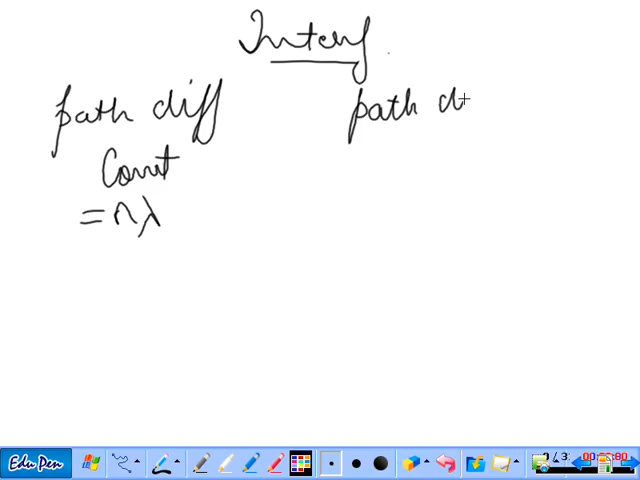 Interf.
path diff
Const
= nλ
path d
Edu Pen